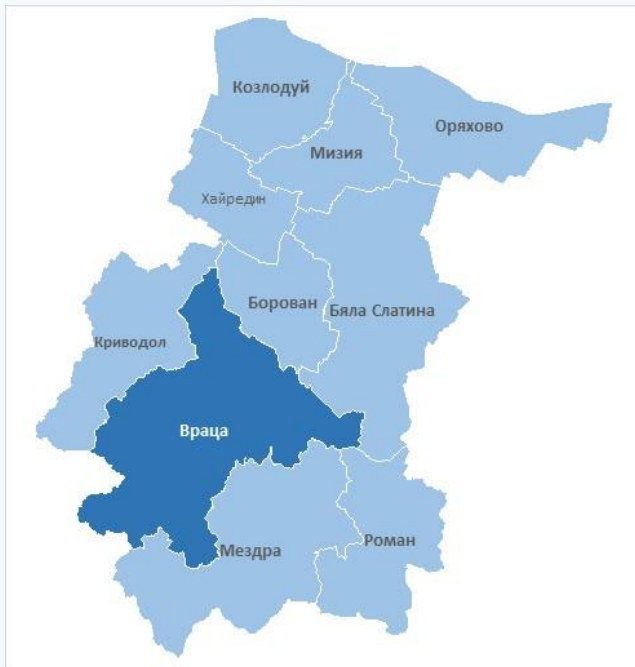 Козлодуй
Оряхово
Мизия
Хайредин
Борован
Бяла Слатина
Криводол
Враца
Роман
Мездра